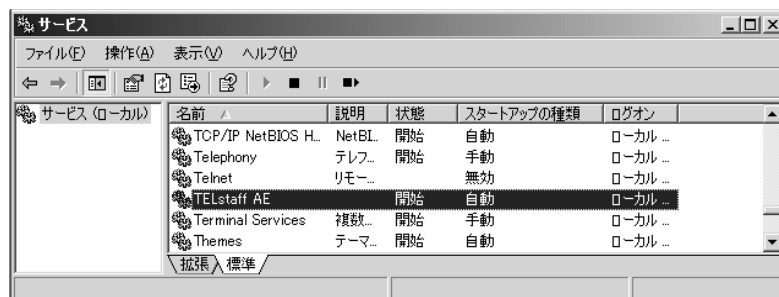 サービス
ファイル(F) 操作(A) 表示(V) ヘルプ(H)
サービス (ローカル)
名前 説明 状態 スタートアップの種類 ログオン
TCP/IP NetBIOS H... NetBI... 開始 自動 ローカル ...
Telephony テレフ... 開始 手動 ローカル ...
Telnet リモー... 無効 ローカル ...
TELstaff AE 開始 自動 ローカル ...
Terminal Services 複数... 開始 手動 ローカル ...
Themes テーマ... 開始 自動 ローカル ...
拡張 標準